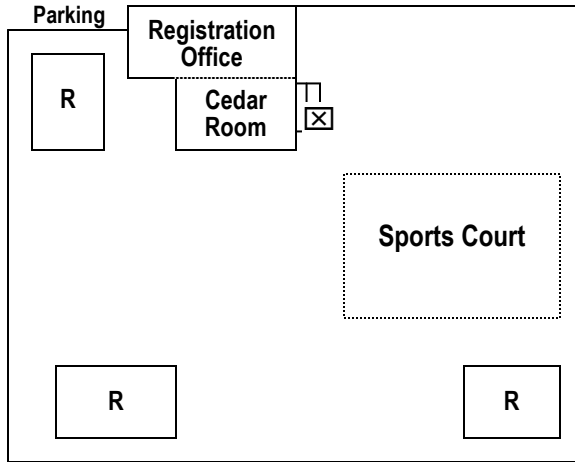 Parking
Registration
Office
R
Cedar
Room
Sports Court
R
R